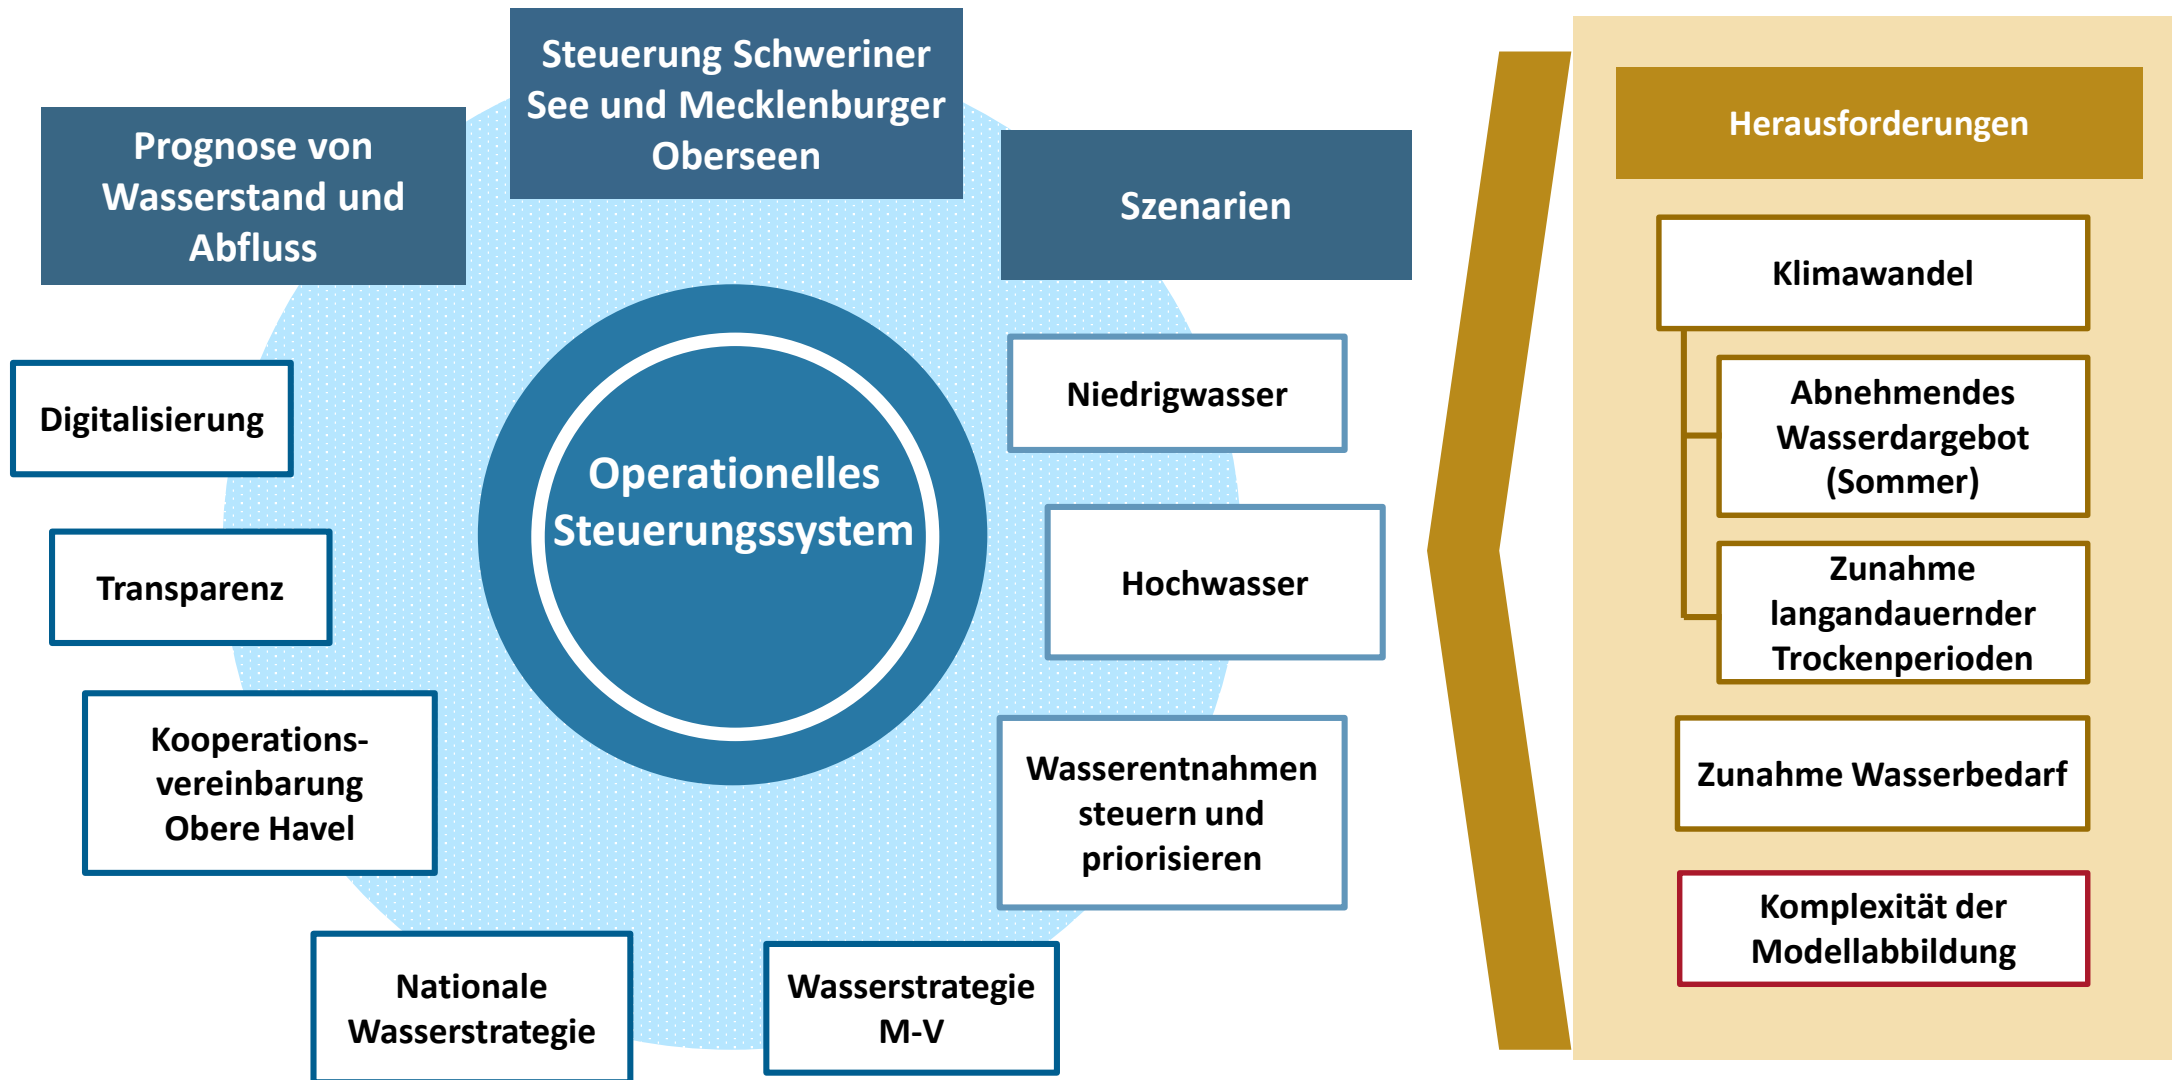 Steuerung Schweriner
See und Mecklenburger
Oberseen
Prognose von
Wasserstand und
Abfluss
Szenarien
Digitalisierung
Transparenz
Kooperations-
vereinbarung
Obere Havel
Nationale
Wasserstrategie
Wasserstrategie
M-V
Operationelles
Steuerungssystem
Niedrigwasser
Hochwasser
Wasserentnahmen
steuern und
priorisieren
Herausforderungen
Klimawandel
Abnehmendes
Wasserdargebot
(Sommer)
Zunahme
langandauernder
Trockenperioden
Zunahme Wasserbedarf
Komplexität der
Modellabbildung